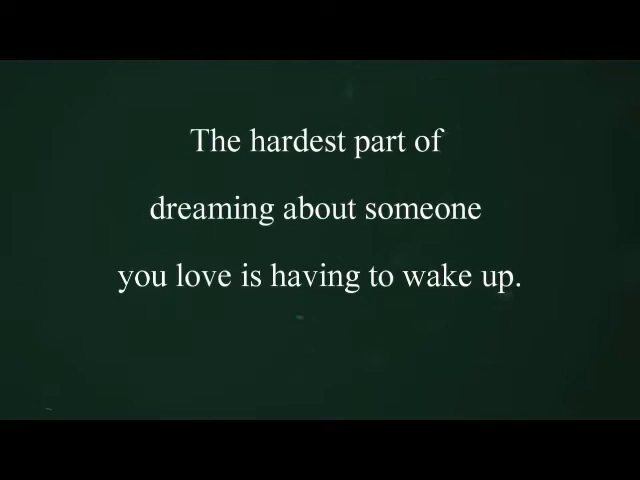 The hardest part of
dreaming about someone
you love is having to wake up.